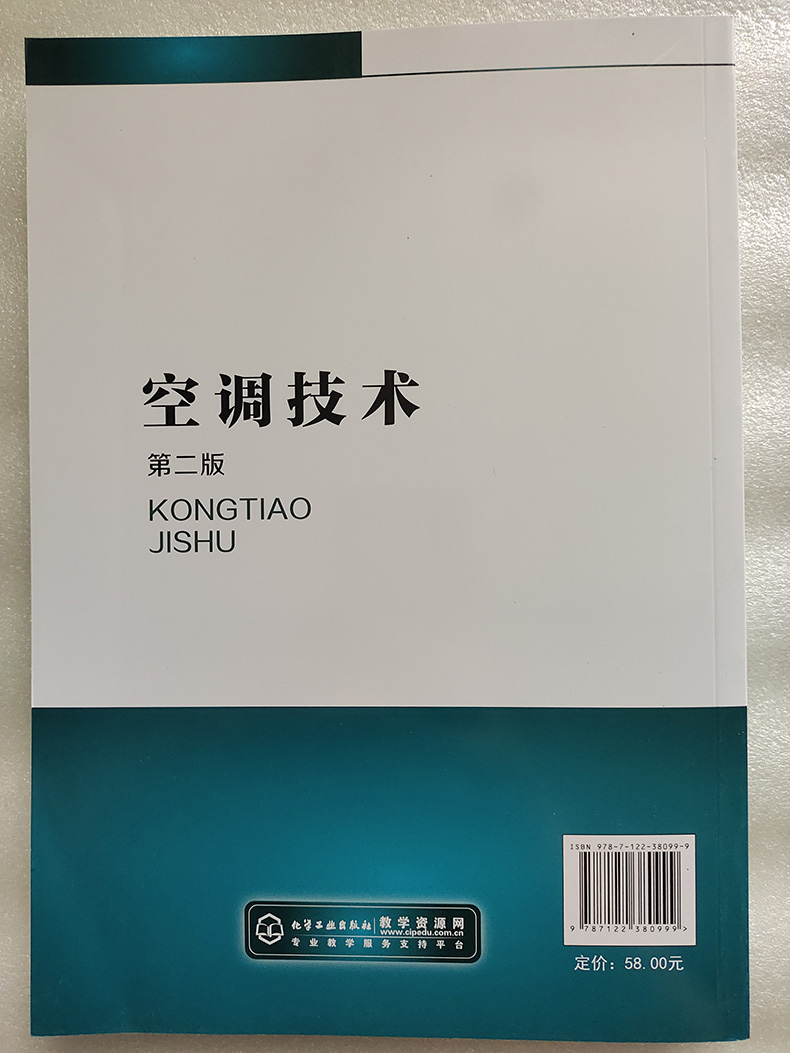 空调技术
第二版
KONGTIAO
JISHU
ISBN 978-7-122-38099-9
9 787122 380999>
化学工业出版社 教学资源网
www.cipedu.com.cn
专业教学服务支持平台
定价：58.00元